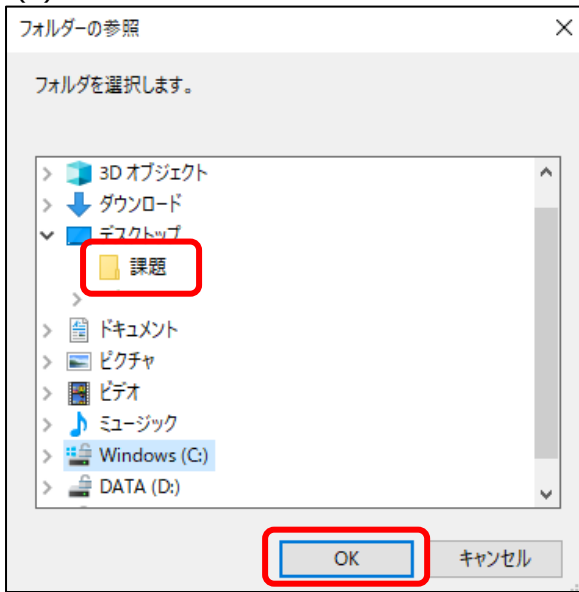 フォルダーの参照
フォルダを選択します。
3D オブジェクト
ダウンロード
デスクトップ
課題
ドキュメント
ピクチャ
ビデオ
ミュージック
Windows (C:)
DATA (D:)
OK キャンセル